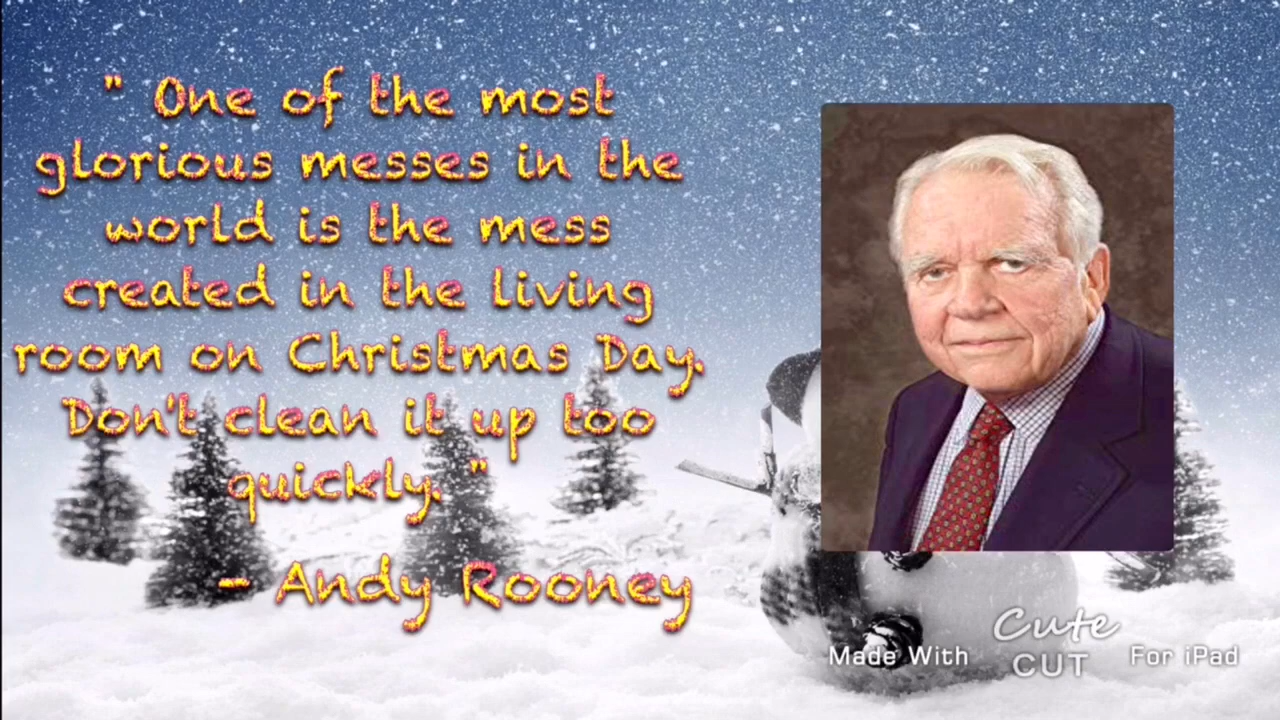 " One of the most
glorious messes in the
world is the mess
created in the living
room on Christmas Day.
Don't clean it up too
quickly. "
- Andy Rooney
Made With Cute CUT For iPad